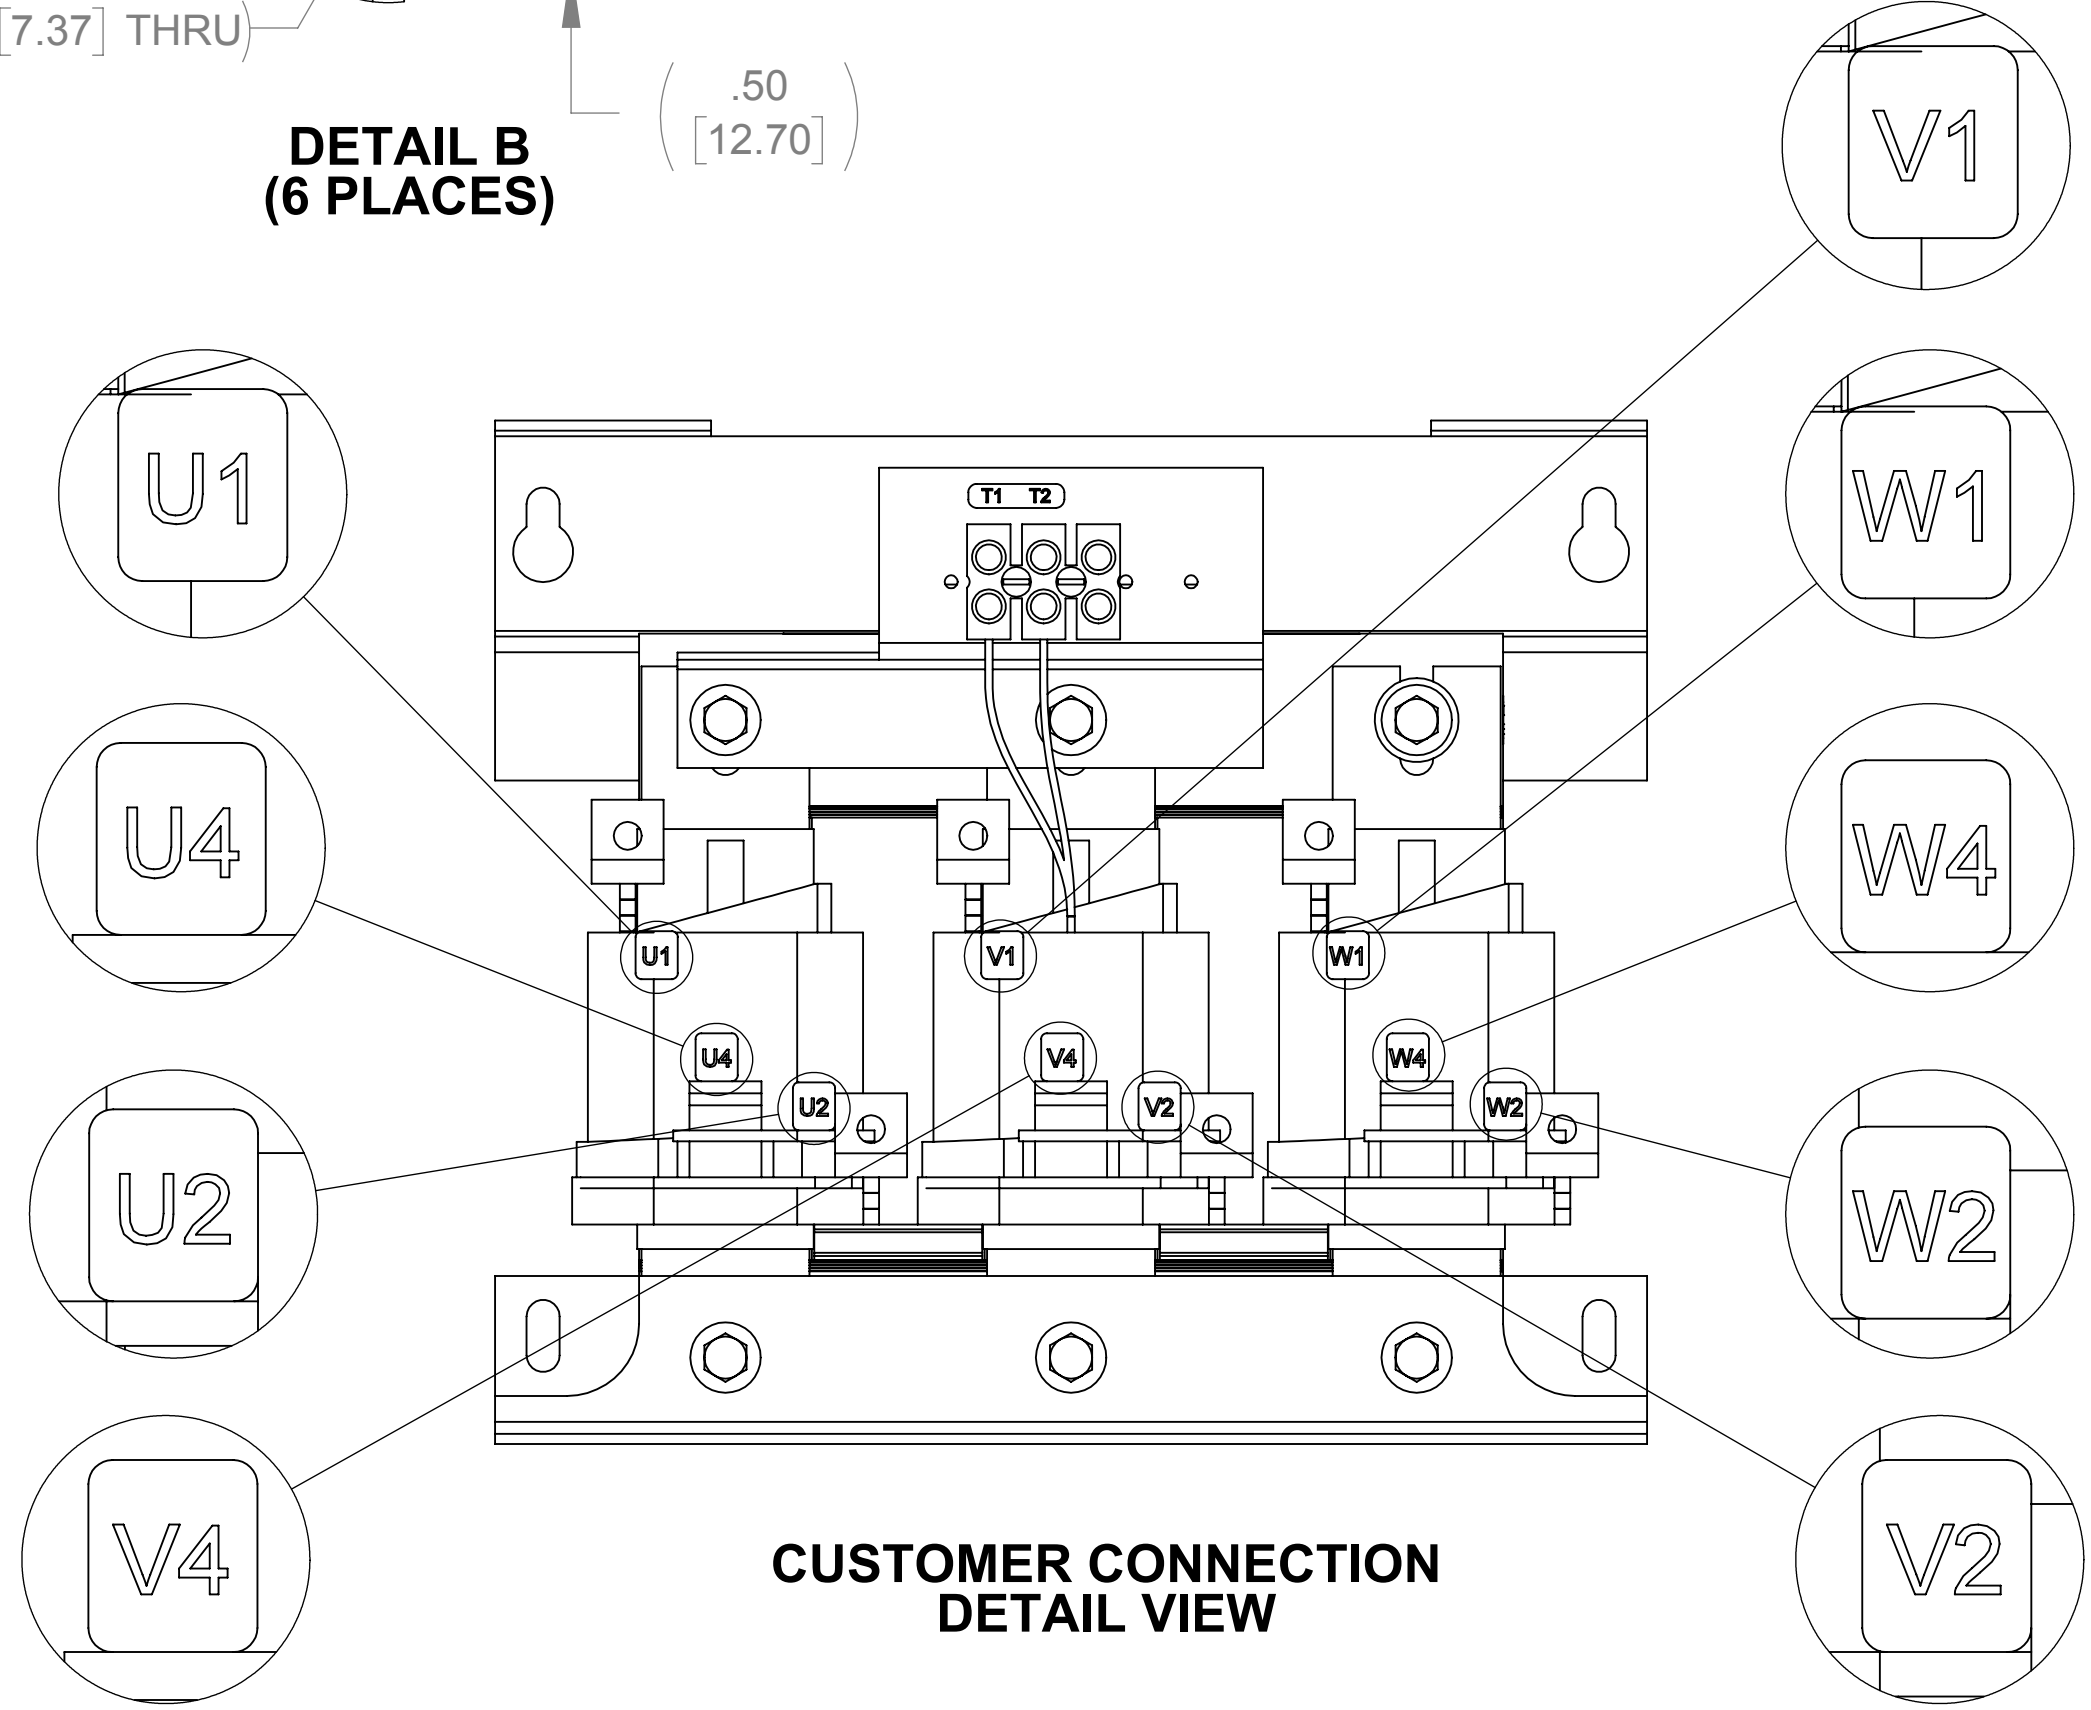 [7.37] THRU)
(.50
[12.70])
DETAIL B
(6 PLACES)
V1
U1
W1
T1 T2
U4
W4
U1
V1
W1
U4
V4
W4
U2
V2
W2
U2
W2
V4
V2
CUSTOMER CONNECTION
DETAIL VIEW